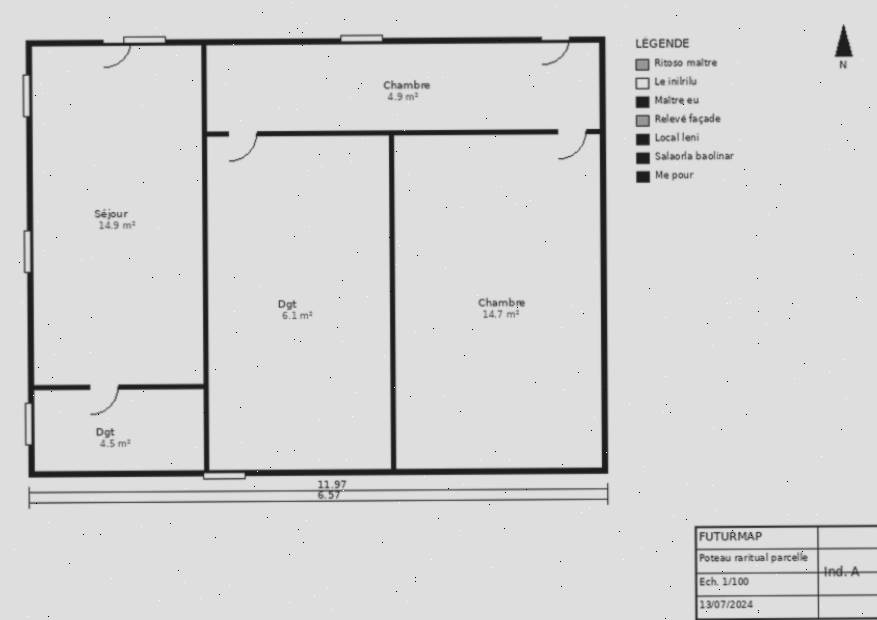 LÉGENDE
Ritoso maître
Le inilrilu
Maître eu
Relevé façade
Local leni
Salaorla baolinar
Me pour
N
Chambre
4.9 m²
Séjour
14.9 m²
Dgt
6.1 m²
Chambre
14.7 m²
Dgt
4.5 m²
11.97
6.57
FUTURMAP
Poteau raritual parcelle
Ech. 1/100
13/07/2024
Ind. A